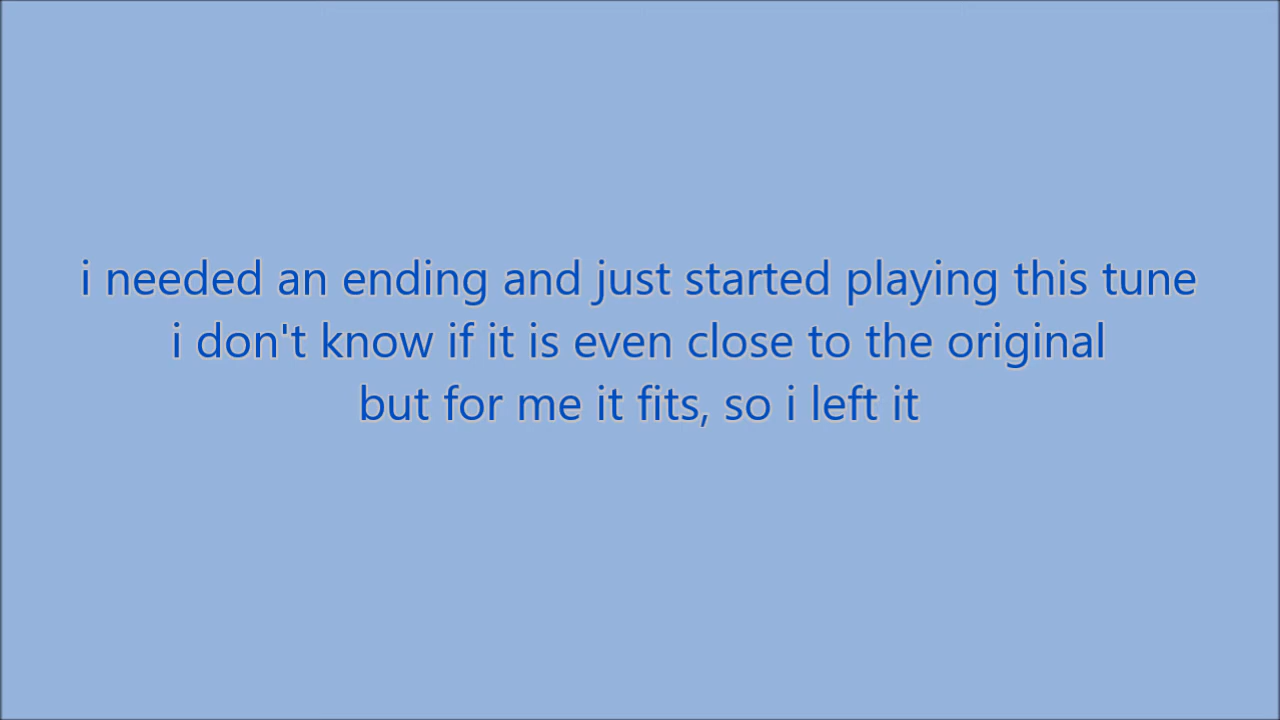 i needed an ending and just started playing this tune
i don't know if it is even close to the original
but for me it fits, so i left it